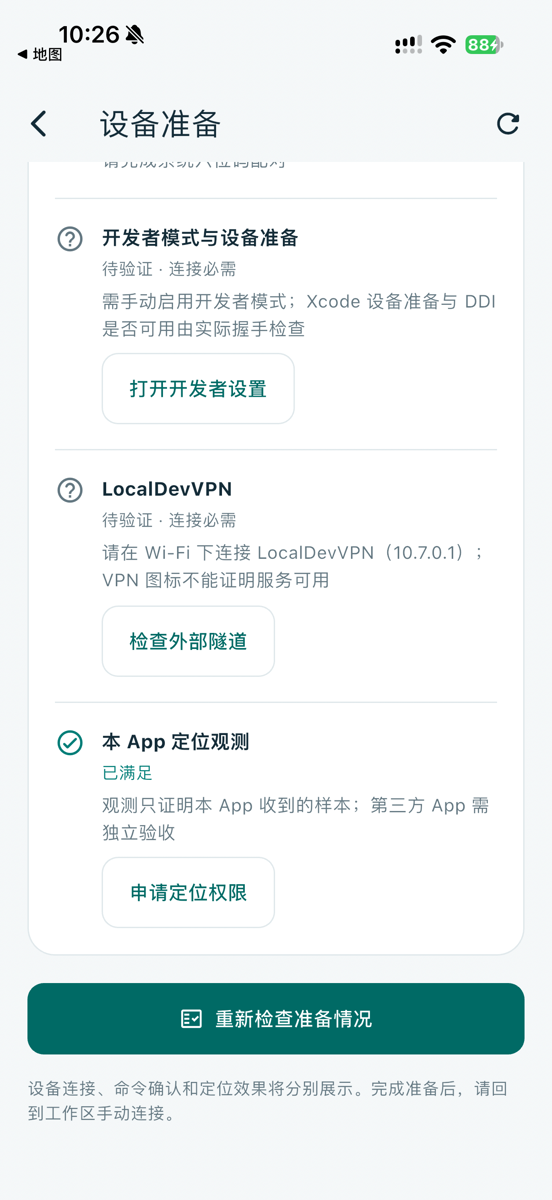 10:26
◀ 地图
88
设备准备
开发者模式与设备准备
待验证 · 连接必需
需手动启用开发者模式；Xcode 设备准备与 DDI
是否可用由实际握手检查
打开开发者设置
LocalDevVPN
待验证 · 连接必需
请在 Wi-Fi 下连接 LocalDevVPN（10.7.0.1）；
VPN 图标不能证明服务可用
检查外部隧道
本 App 定位观测
已满足
观测只证明本 App 收到的样本；第三方 App 需
独立验收
申请定位权限
重新检查准备情况
设备连接、命令确认和定位效果将分别展示。完成准备后，请回
到工作区手动连接。